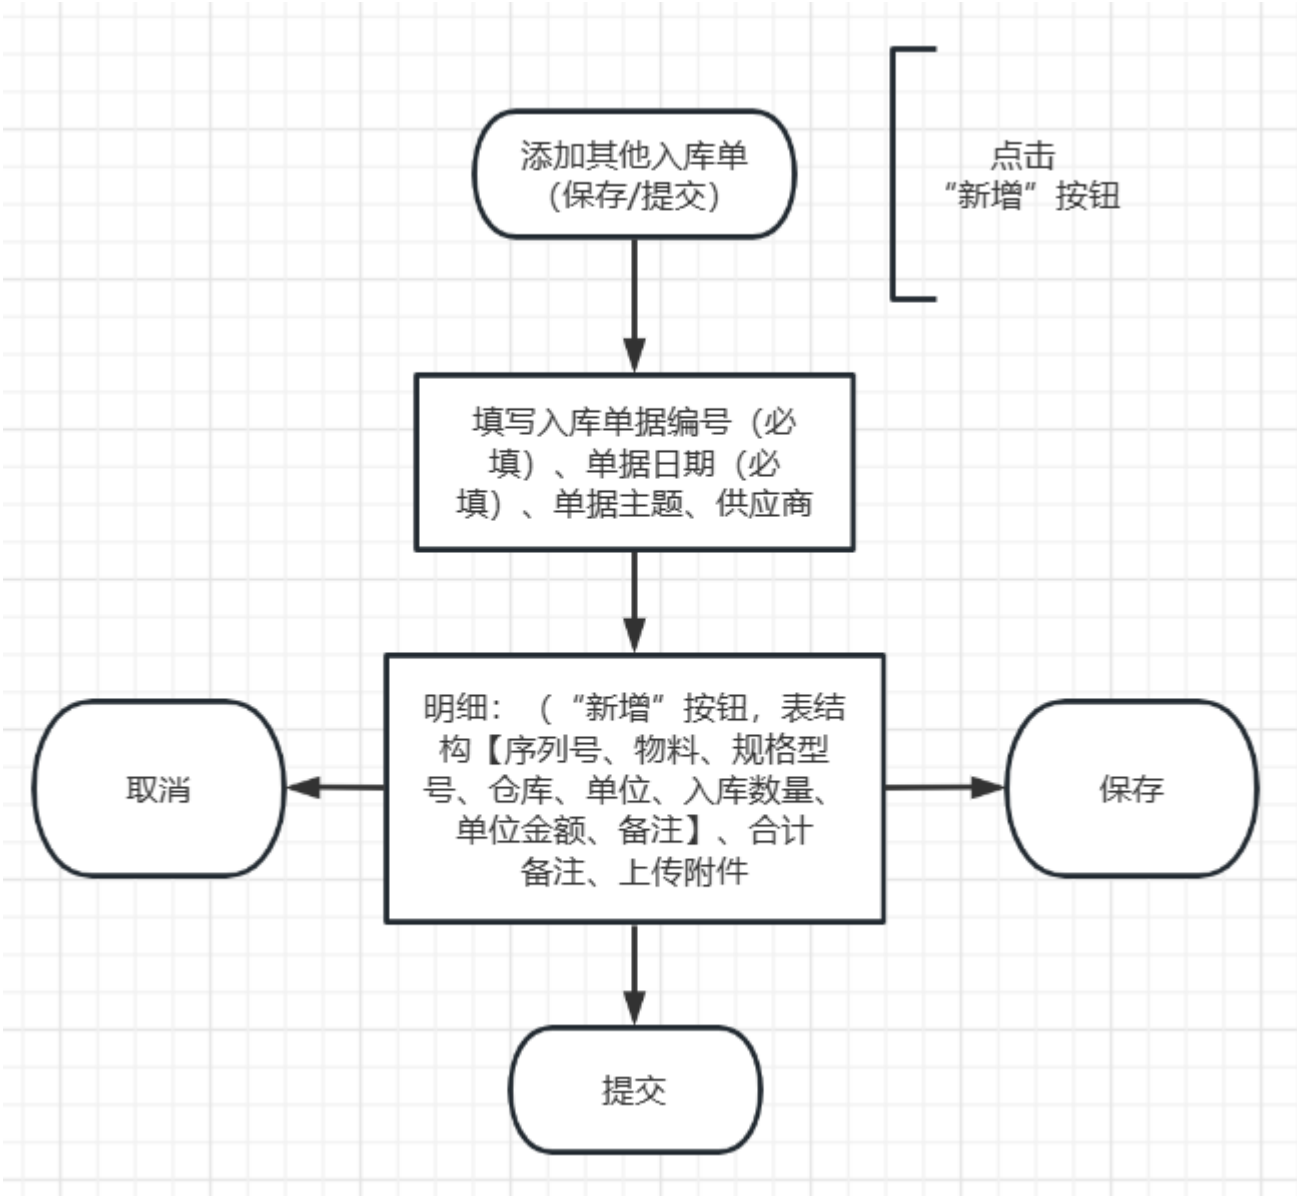 添加其他入库单
（保存/提交）
点击
“新增”按钮
填写入库单据编号（必
填）、单据日期（必
填）、单据主题、供应商
明细：（“新增”按钮，表结
构【序列号、物料、规格型
号、仓库、单位、入库数量、
单位金额、备注】、合计
备注、上传附件
取消
保存
提交